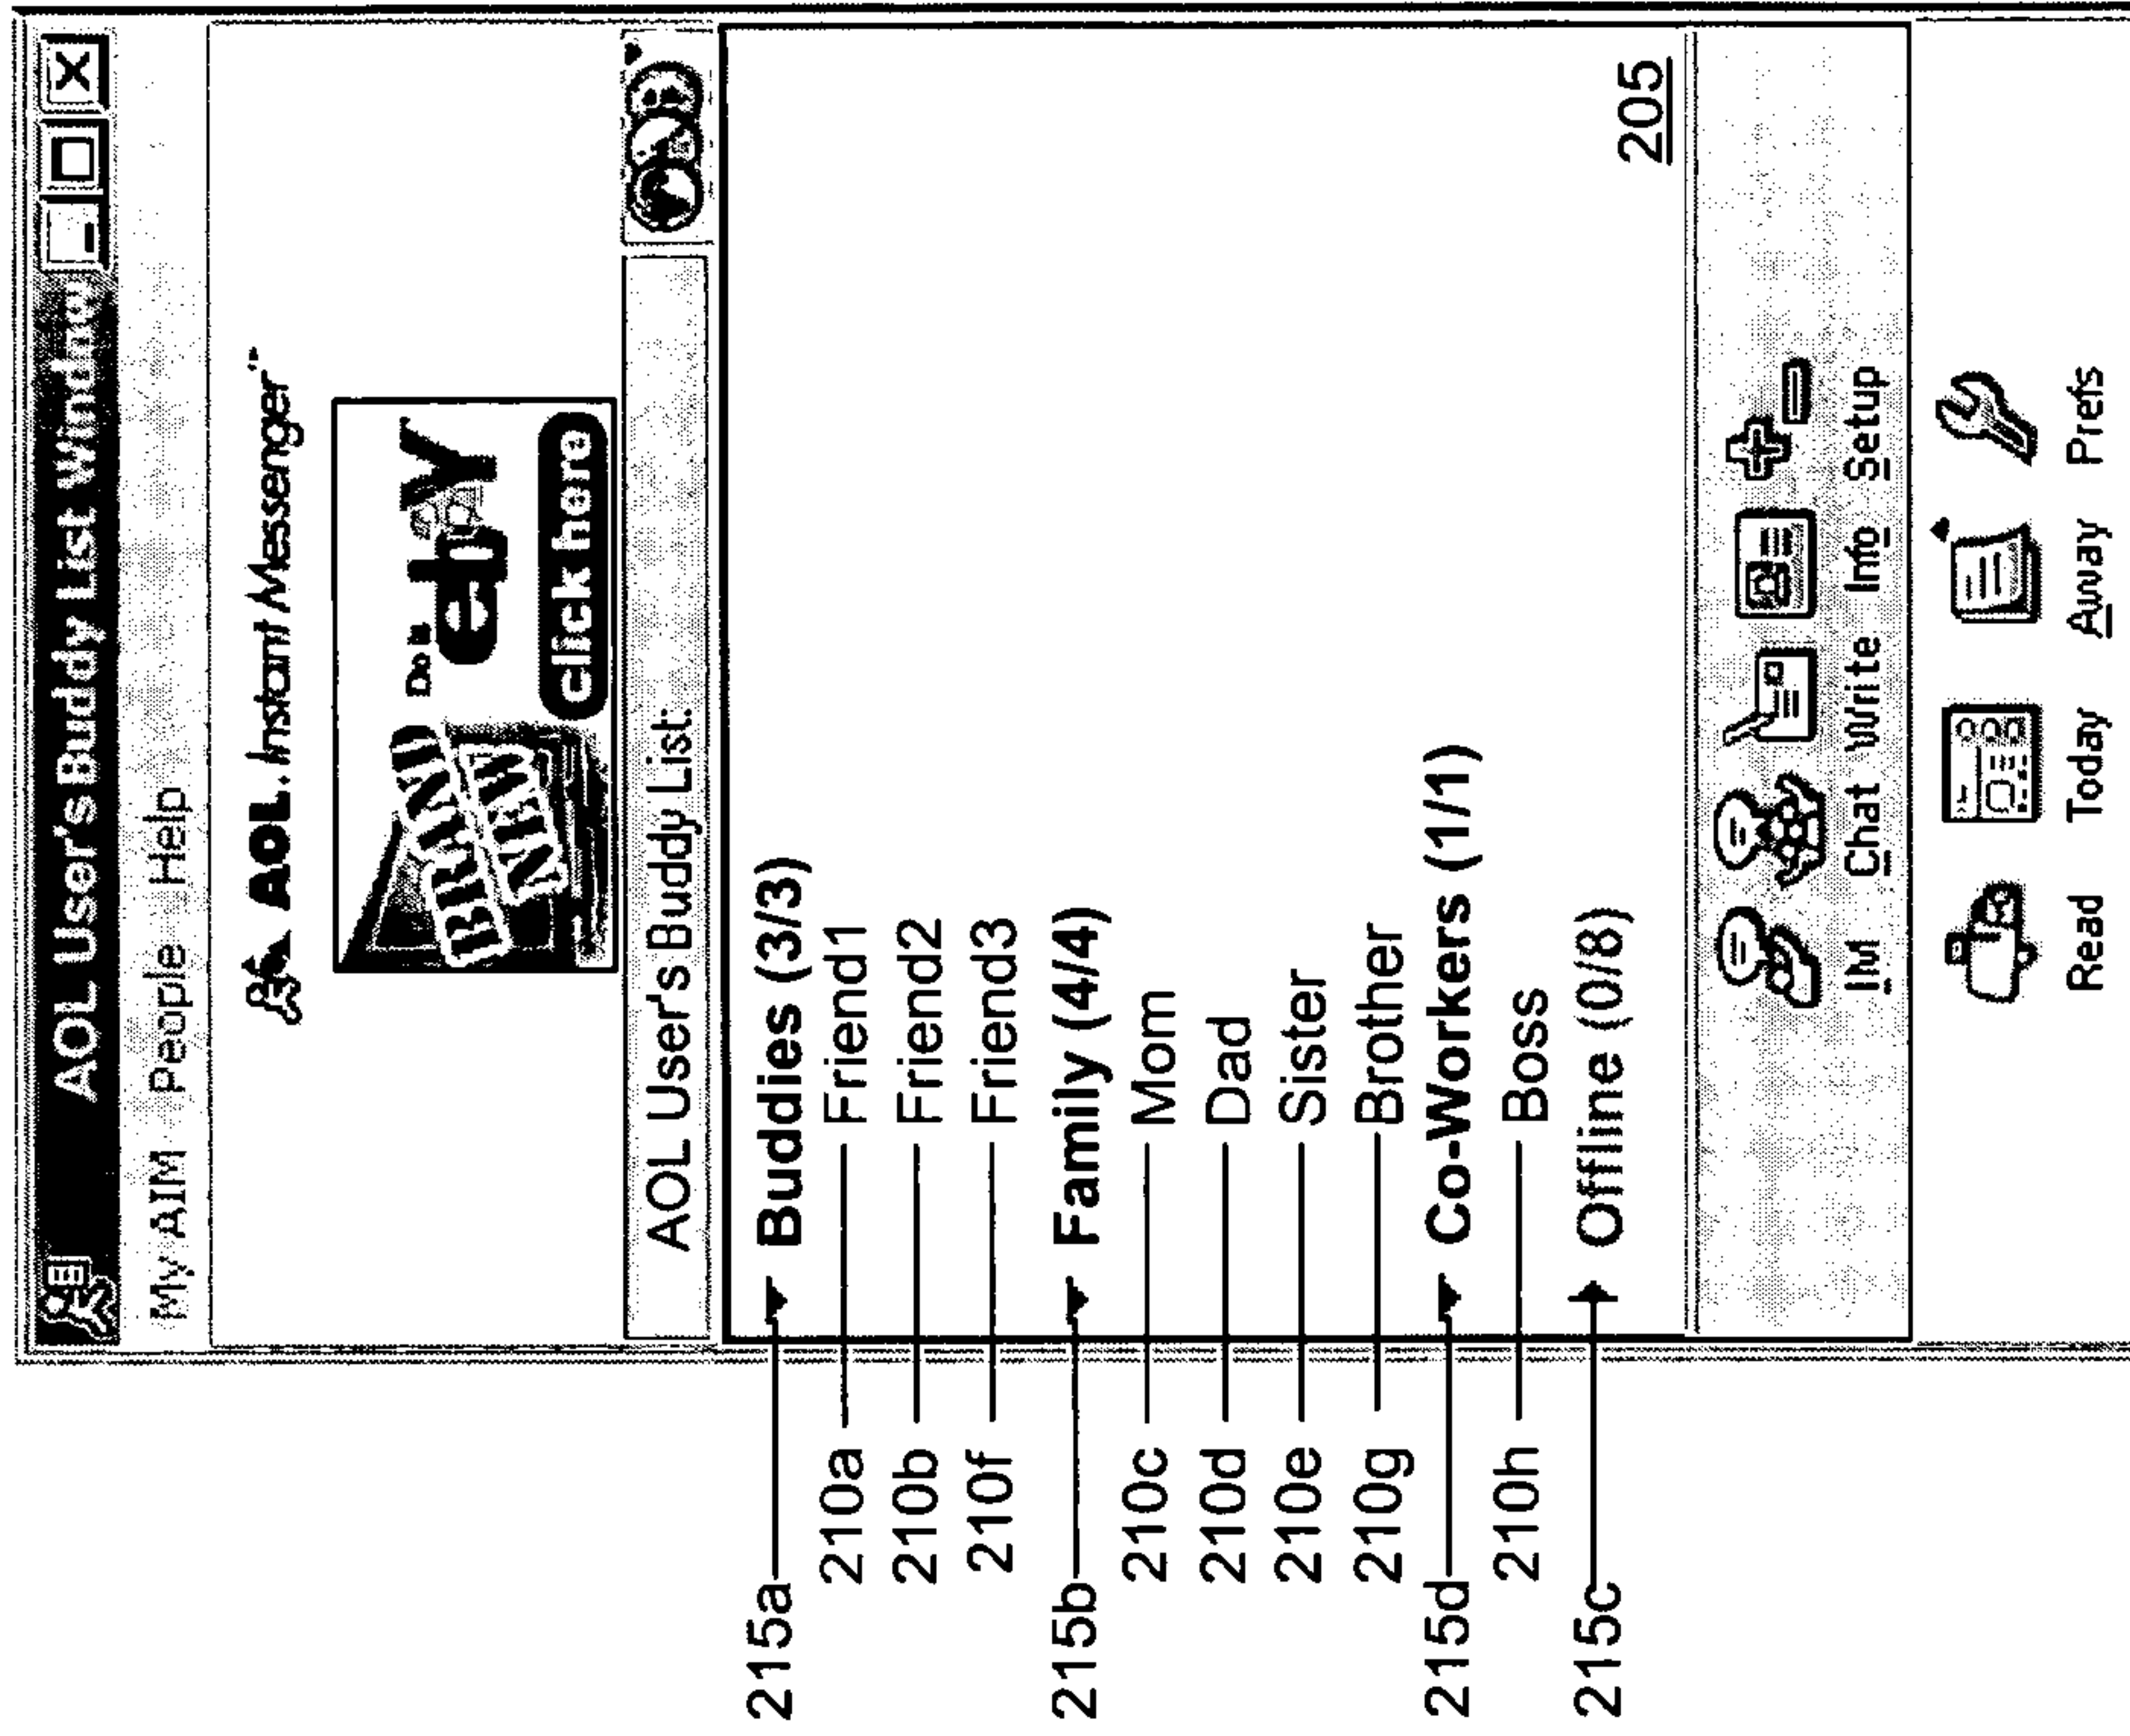 AOL User's Buddy List Window
My AIM People Help
AOL Instant Messenger™
BRAND NEW
Do it
ebay
click here
AOL User's Buddy List:
215a Buddies (3/3)
210a Friend1
210b Friend2
210f Friend3
215b Family (4/4)
210c Mom
210d Dad
210e Sister
210g Brother
215d Co-Workers (1/1)
210h Boss
215c Offline (0/8)
205
IM Chat Write Info Setup
Read Today Away Prefs